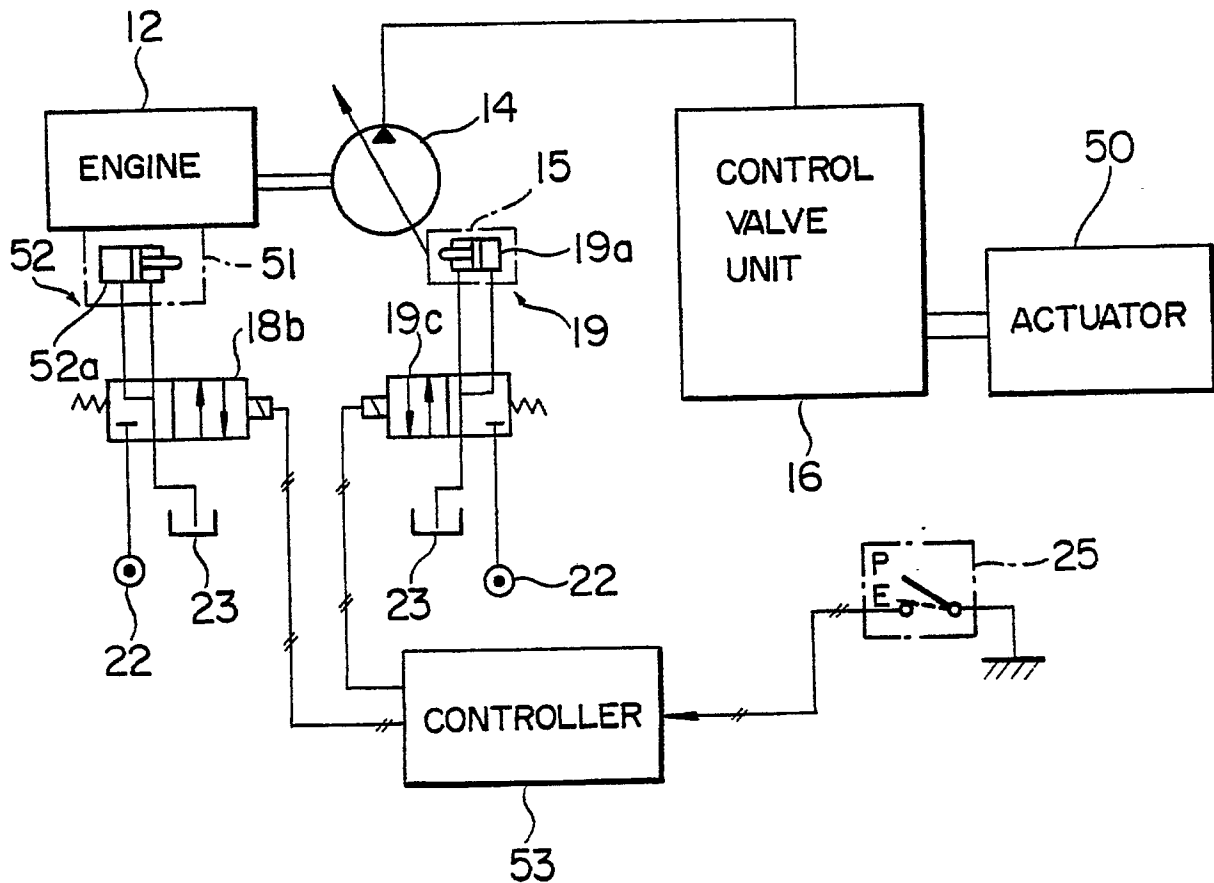 12
14
ENGINE
15
CONTROL
VALVE
UNIT
50
52
51
19a
ACTUATOR
52a
18b
19c
19
16
23
23
22
22
P
E
25
CONTROLLER
53